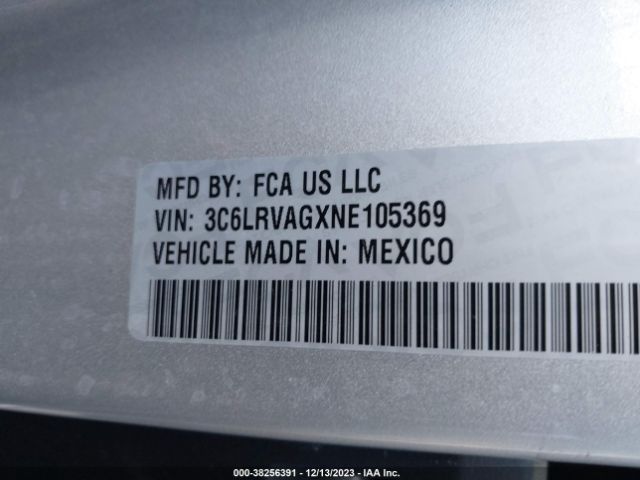 MFD BY: FCA US LLC
VIN: 3C6LRVAGXNE105369
VEHICLE MADE IN: MEXICO
000-38256391 - 12/13/2023 - IAA Inc.